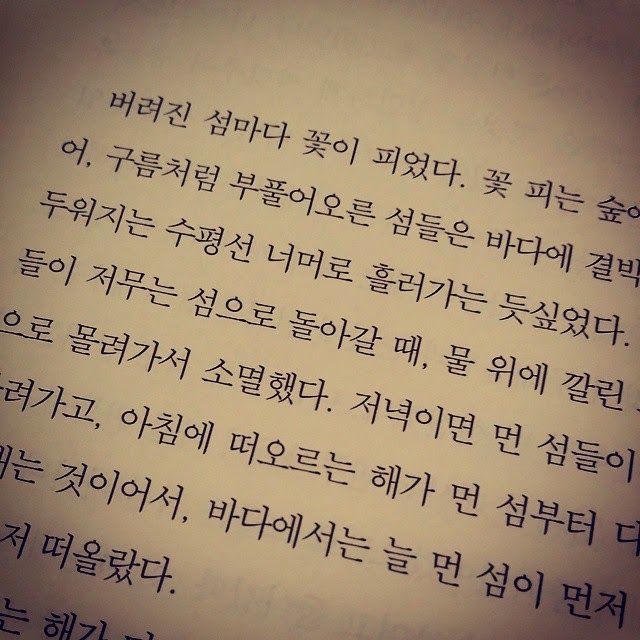 버려진 섬마다 꽃이 피었다. 꽃 피는 숲에
어, 구름처럼 부풀어오른 섬들은 바다에 결박
두워지는 수평선 너머로 흘러가는 듯싶었다.
들이 저무는 섬으로 돌아갈 때, 물 위에 깔린
으로 몰려가서 소멸했다. 저녁이면 먼 섬들이
려가고, 아침에 떠오르는 해가 먼 섬부터
는 것이어서, 바다에서는 늘 먼 섬이 먼저
저 떠올랐다.
는 해가